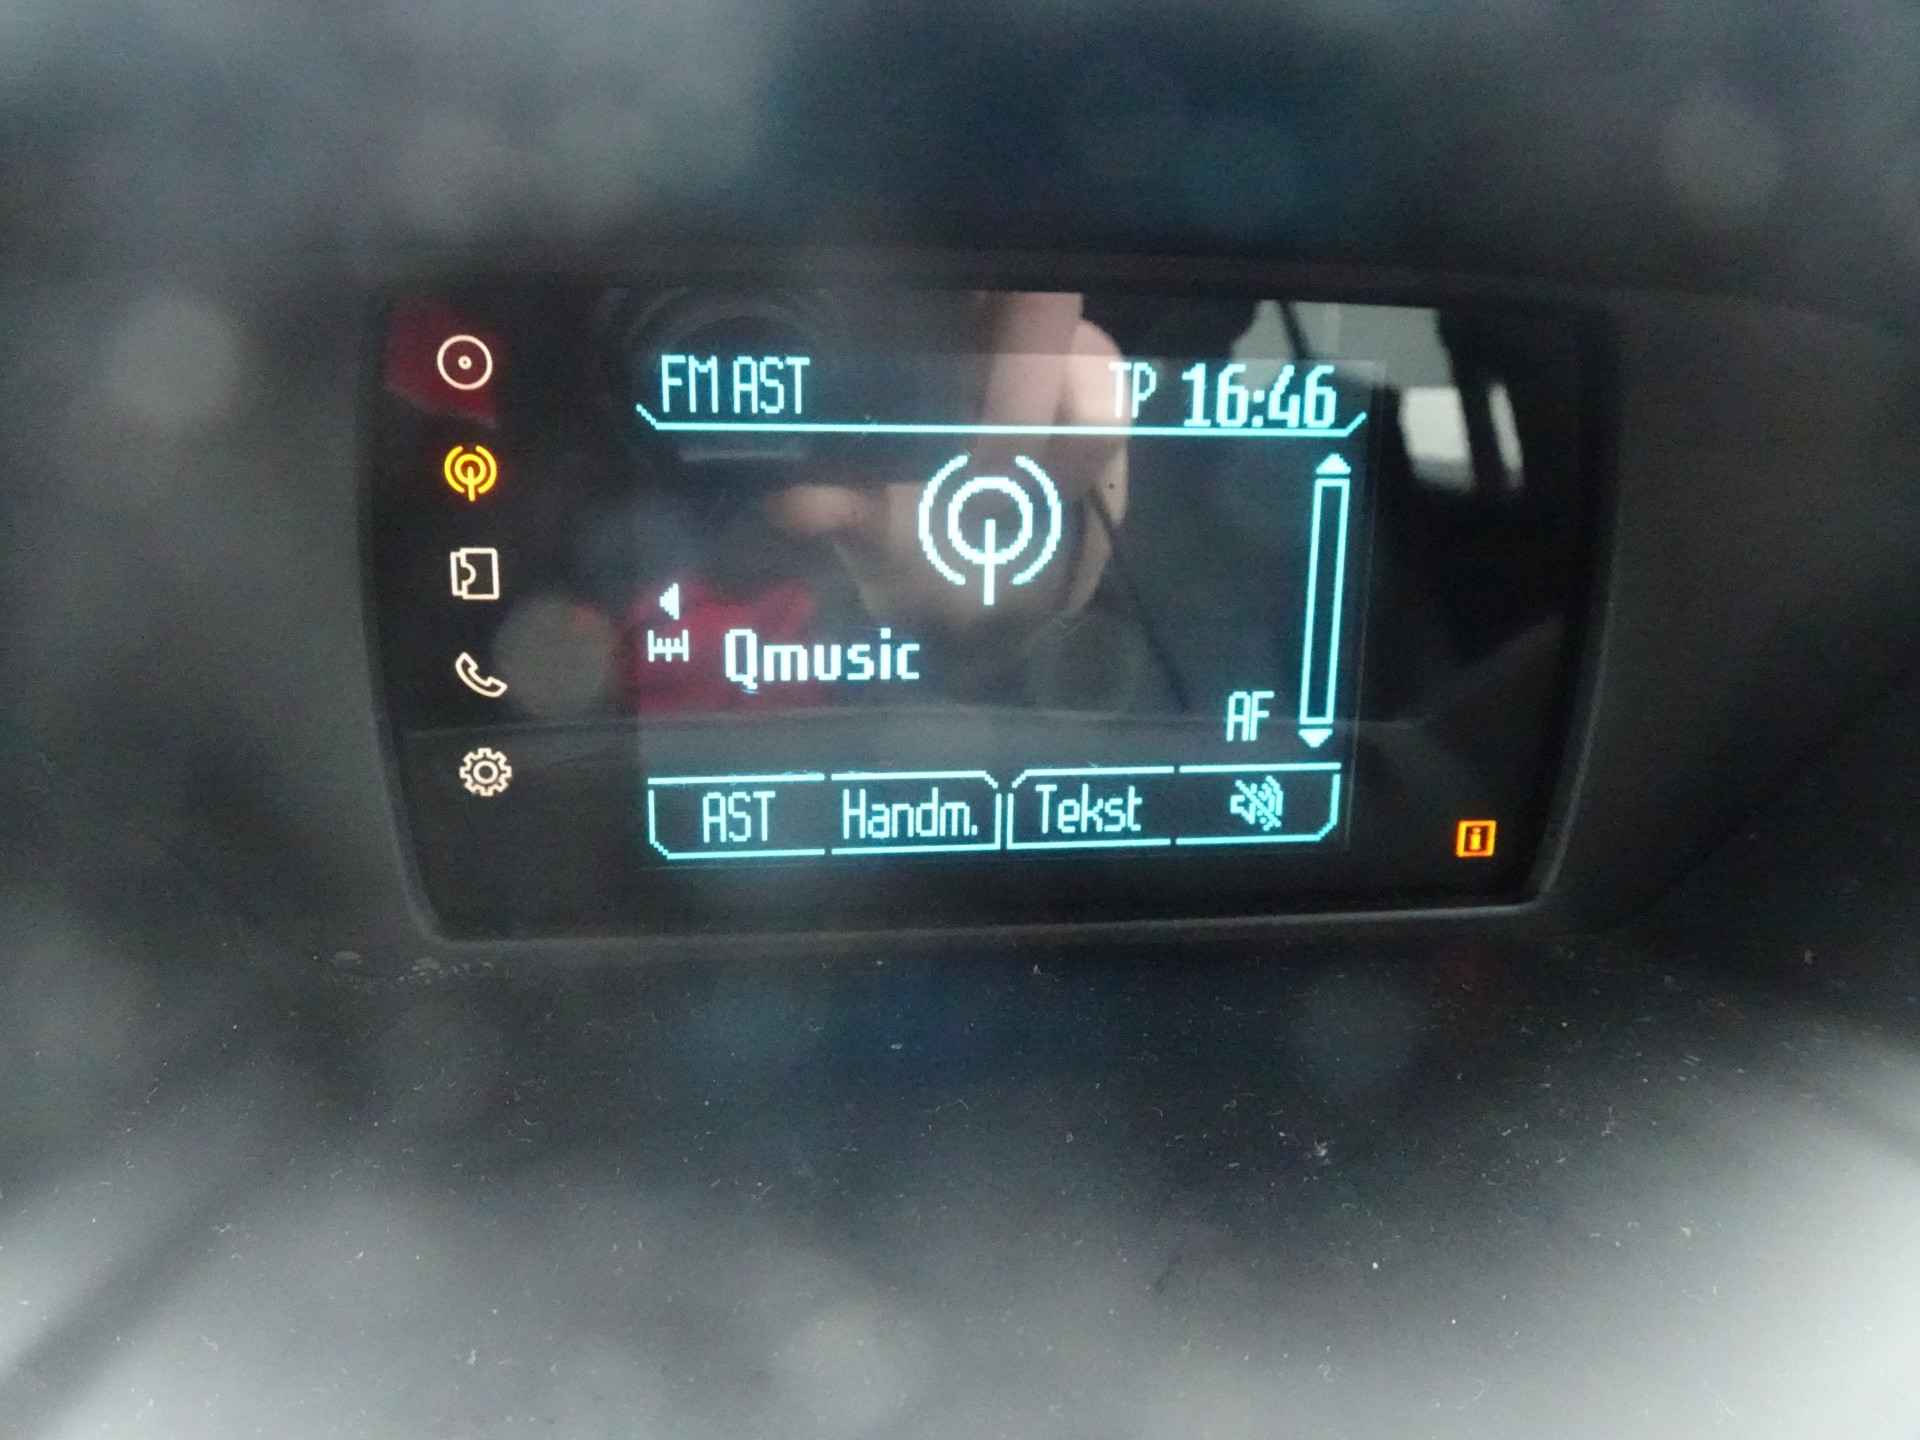 FM AST TP 16:46
Qmusic
AF
AST Handm. Tekst
i